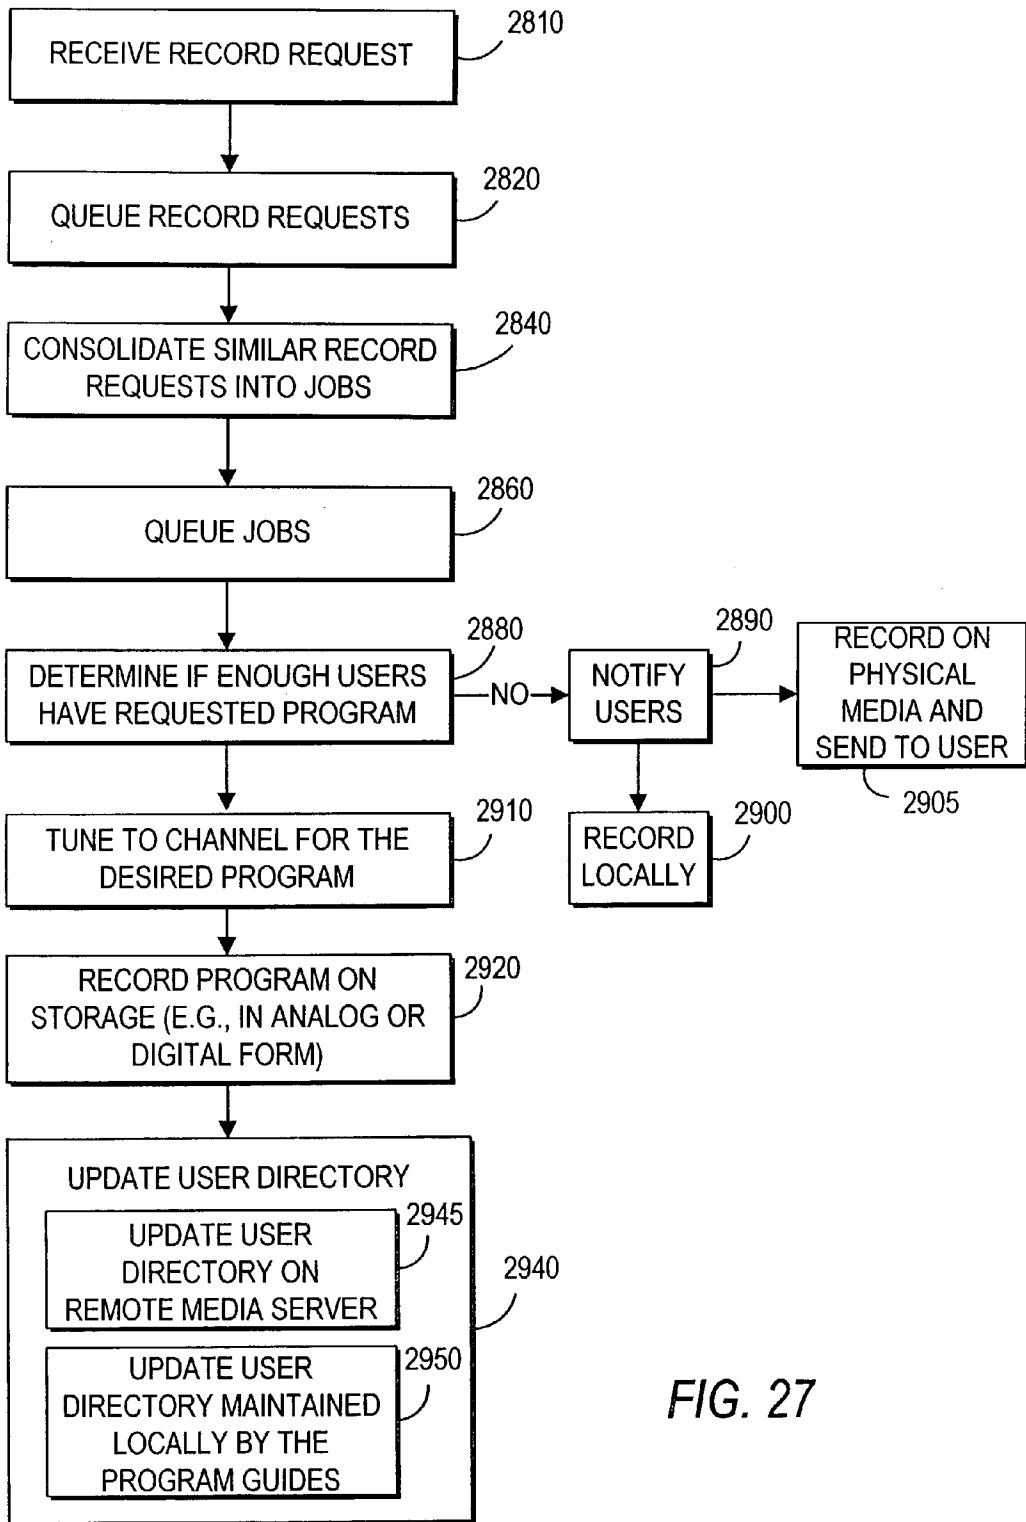 2810
RECEIVE RECORD REQUEST
2820
QUEUE RECORD REQUESTS
2840
CONSOLIDATE SIMILAR RECORD
REQUESTS INTO JOBS
2860
QUEUE JOBS
2880
DETERMINE IF ENOUGH USERS
HAVE REQUESTED PROGRAM
NO
2890
NOTIFY
USERS
RECORD ON
PHYSICAL
MEDIA AND
SEND TO USER
2905
2900
RECORD
LOCALLY
2910
TUNE TO CHANNEL FOR THE
DESIRED PROGRAM
2920
RECORD PROGRAM ON
STORAGE (E.G., IN ANALOG OR
DIGITAL FORM)
UPDATE USER DIRECTORY
2945
UPDATE USER
DIRECTORY ON
REMOTE MEDIA SERVER
2940
2950
UPDATE USER
DIRECTORY MAINTAINED
LOCALLY BY THE
PROGRAM GUIDES
FIG. 27